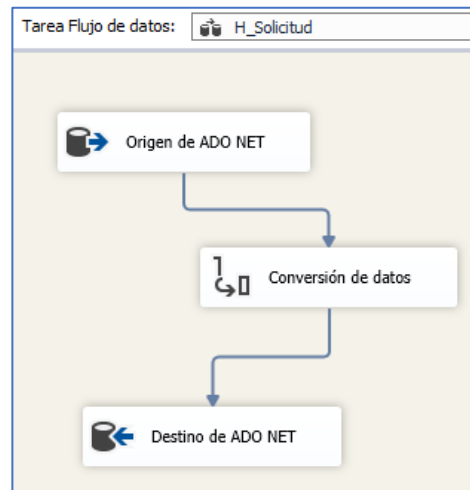 Tarea Flujo de datos: H_Solicitud
Origen de ADO NET
Conversión de datos
Destino de ADO NET